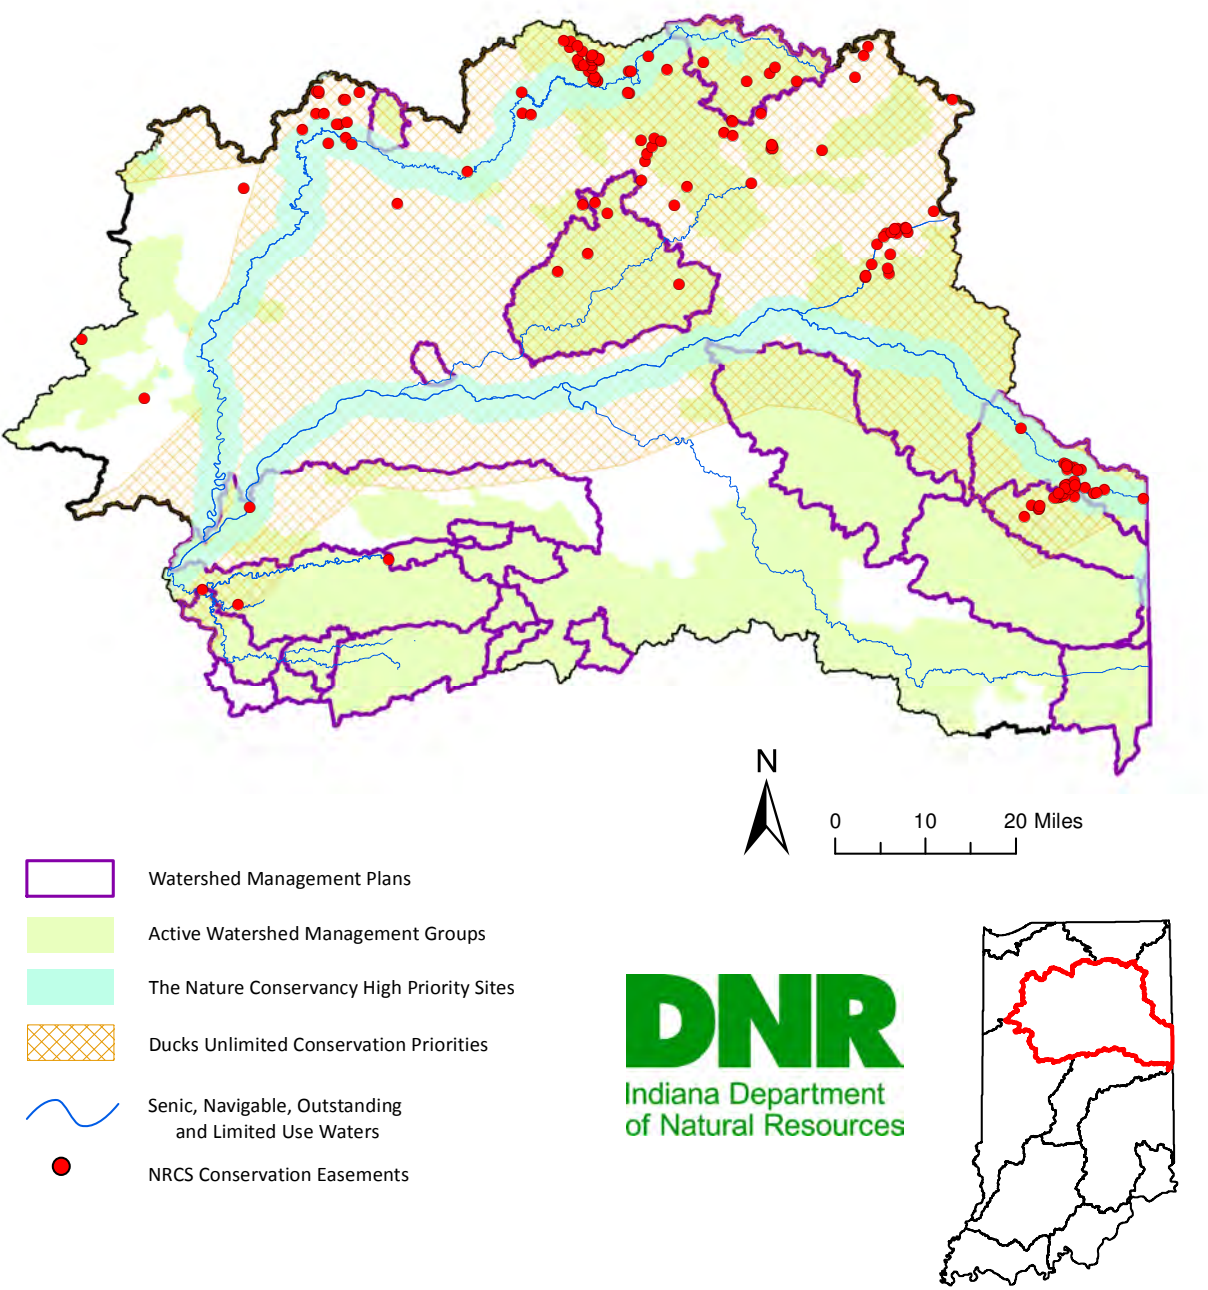 N
0 10 20 Miles
Watershed Management Plans
Active Watershed Management Groups
The Nature Conservancy High Priority Sites
Ducks Unlimited Conservation Priorities
Senic, Navigable, Outstanding
and Limited Use Waters
NRCS Conservation Easements
DNR
Indiana Department
of Natural Resources